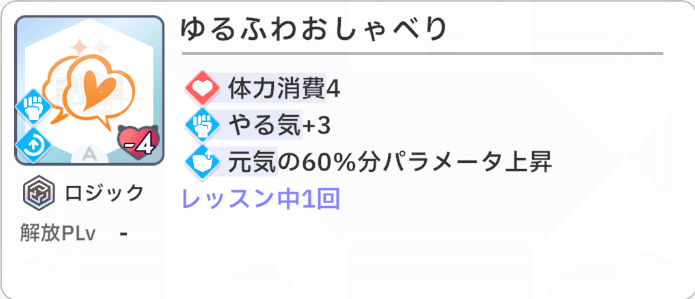 ゆるふわおしゃべり
体力消費4
やる気+3
元気の60%分パラメータ上昇
レッスン中1回
A
-4
ロジック
解放PLv -